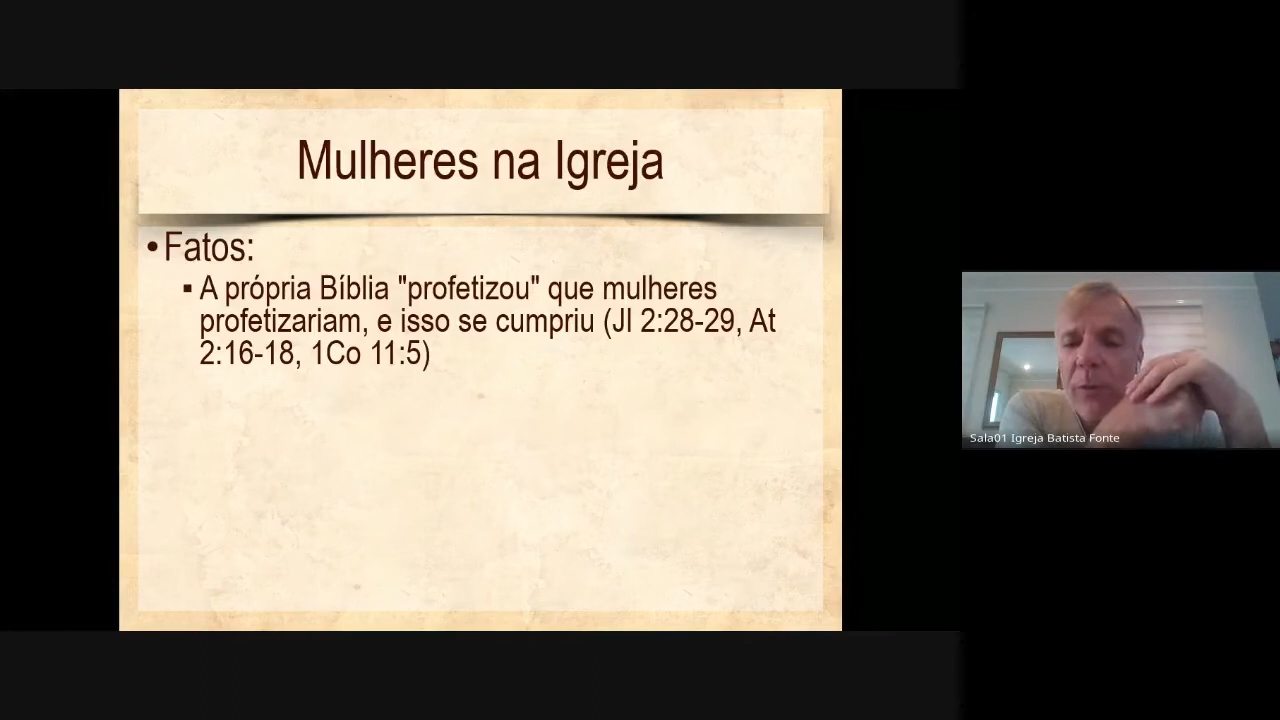 Mulheres na Igreja
•Fatos:
▪ A própria Bíblia "profetizou" que mulheres
profetizariam, e isso se cumpriu (Jl 2:28-29, At
2:16-18, 1Co 11:5)
Sala01 Igreja Batista Fonte